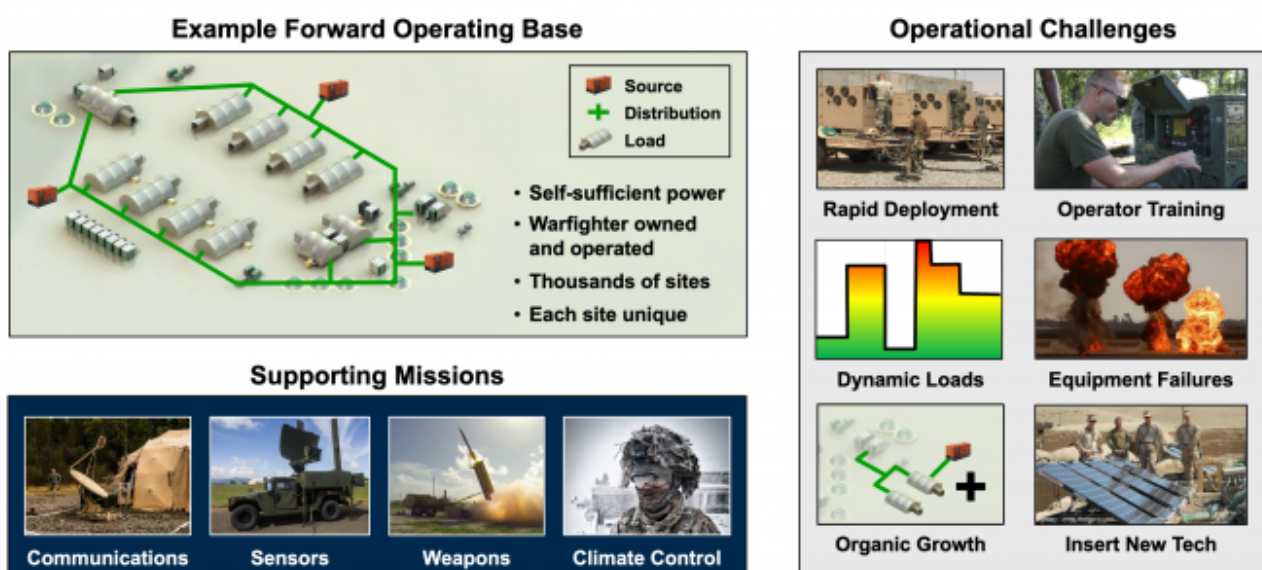 Example Forward Operating Base
Source
Distribution
Load
• Self-sufficient power
• Warfighter owned
and operated
• Thousands of sites
• Each site unique
Supporting Missions
Communications
Sensors
Weapons
Climate Control
Operational Challenges
Rapid Deployment
Operator Training
Dynamic Loads
Equipment Failures
Organic Growth
Insert New Tech